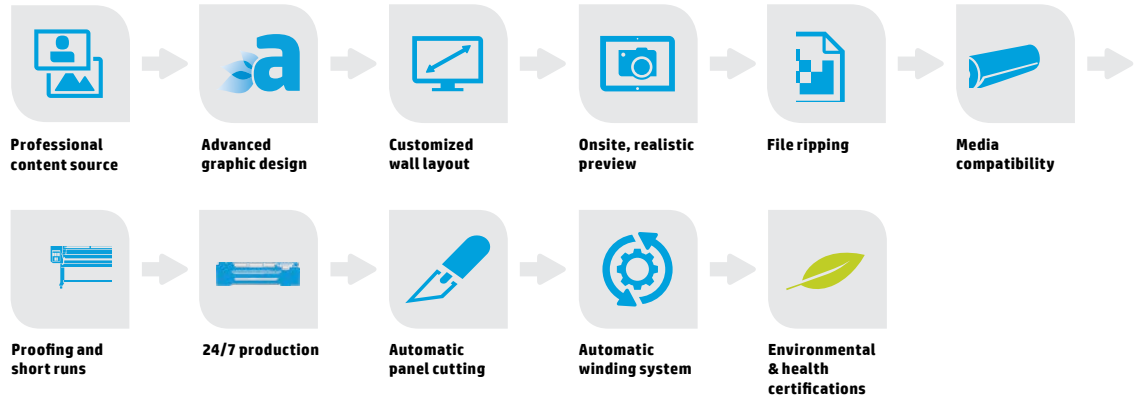 a
Professional
content source
Advanced
graphic design
Customized
wall layout
Onsite, realistic
preview
File ripping
Media
compatibility
Proofing and
short runs
24/7 production
Automatic
panel cutting
Automatic
winding system
Environmental
& health
certifications